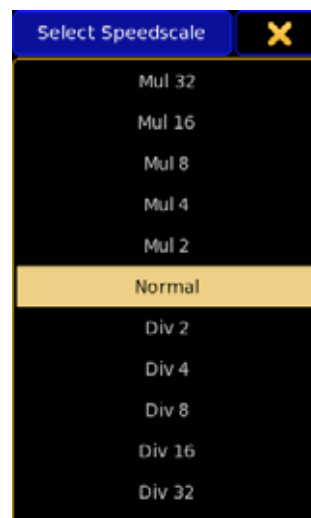 Select Speedscale
Mul 32
Mul 16
Mul 8
Mul 4
Mul 2
Normal
Div 2
Div 4
Div 8
Div 16
Div 32